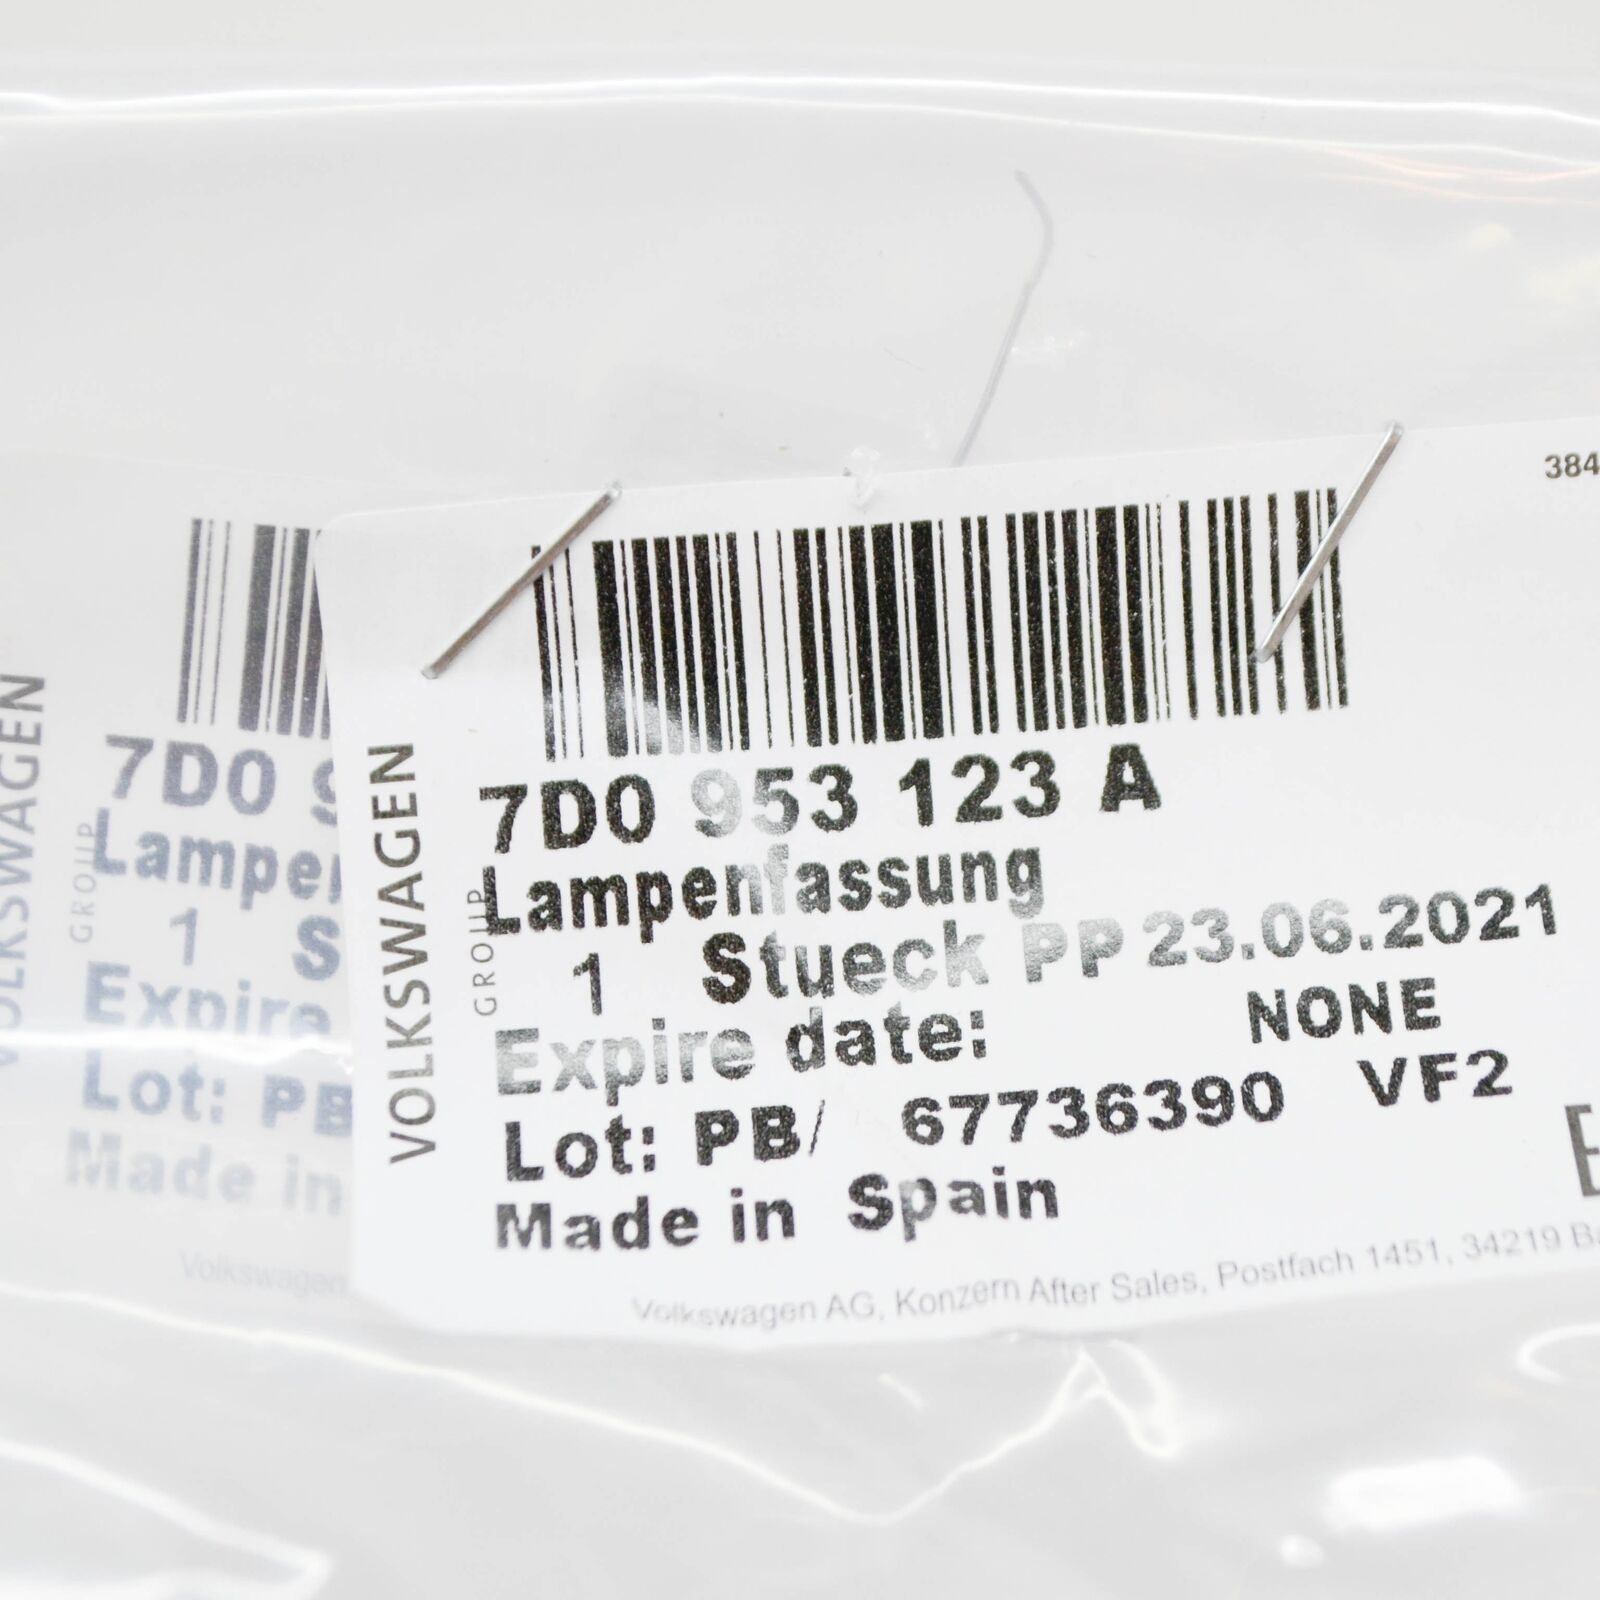 384
7D0 953 123 A
Lampenfassung
1 Stueck PP 23.06.2021
Expire date: NONE
Lot: PB/ 67736390 VF2
Made in Spain
Volkswagen AG, Konzern After Sales, Postfach 1451, 34219 Ba
VOLKSWAGEN
GROUP
7D0 9
Lampe
1 S
Expire
Lot: PB
Made in
Volkswagen
VOLKSWAGEN
GROUP